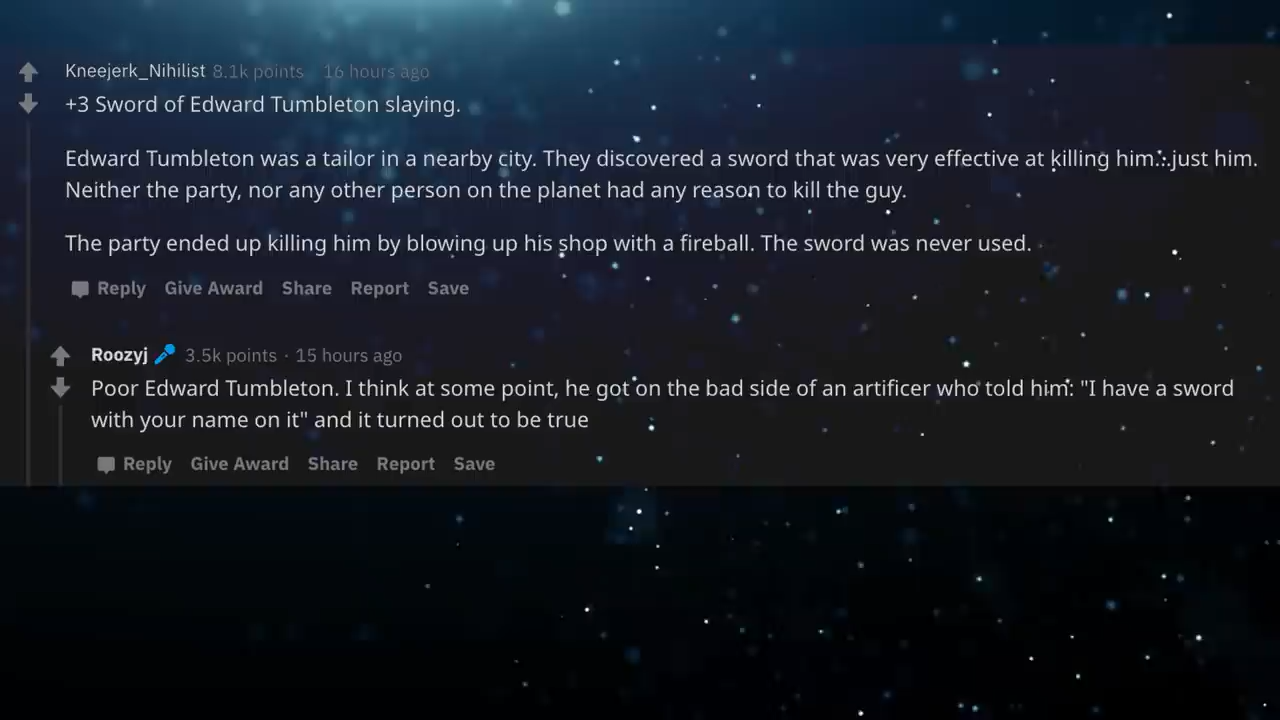 Kneejerk_Nihilist 8.1k points · 16 hours ago
+3 Sword of Edward Tumbleton slaying.
Edward Tumbleton was a tailor in a nearby city. They discovered a sword that was very effective at killing him...just him.
Neither the party, nor any other person on the planet had any reason to kill the guy.
The party ended up killing him by blowing up his shop with a fireball. The sword was never used.
Reply Give Award Share Report Save
Roozyj 3.5k points · 15 hours ago
Poor Edward Tumbleton. I think at some point, he got on the bad side of an artificer who told him: "I have a sword
with your name on it" and it turned out to be true
Reply Give Award Share Report Save